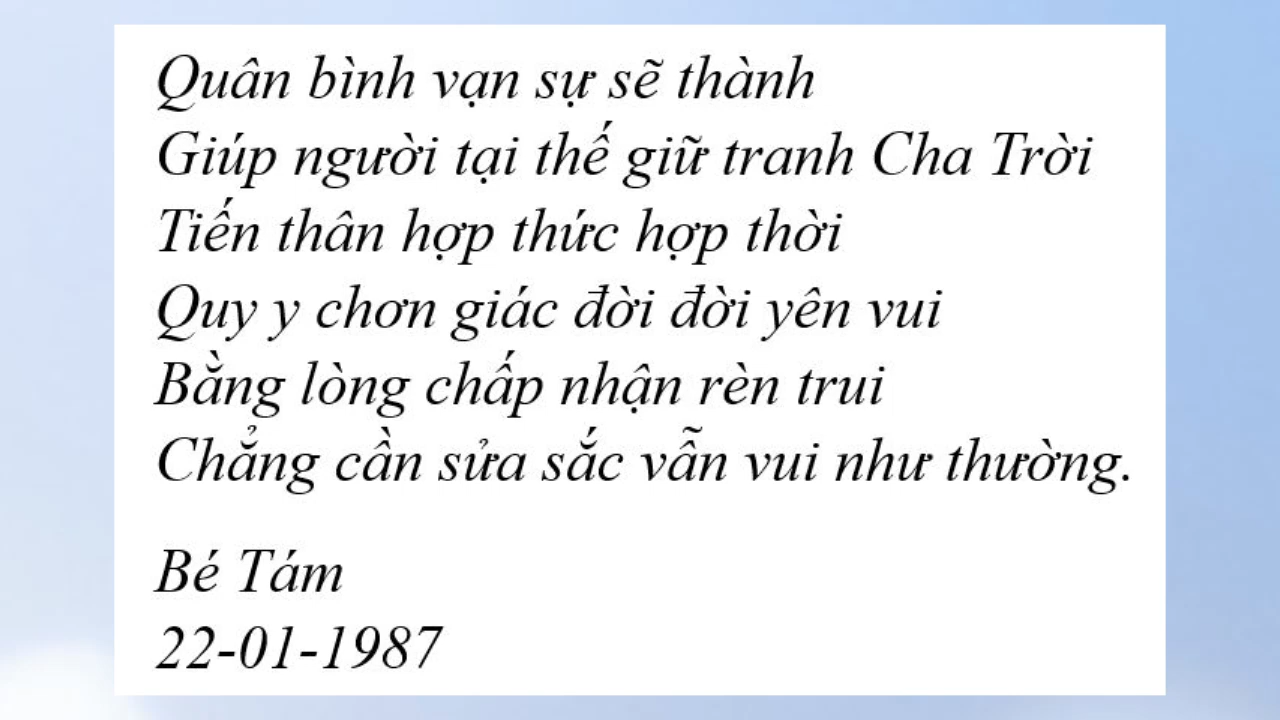 Quân bình vạn sự sẽ thành
Giúp người tại thế giữ tranh Cha Trời
Tiến thân hợp thức hợp thời
Quy y chơn giác đời đời yên vui
Bằng lòng chấp nhận rèn trui
Chẳng cần sửa sắc vẫn vui như thường.
Bé Tám
22-01-1987